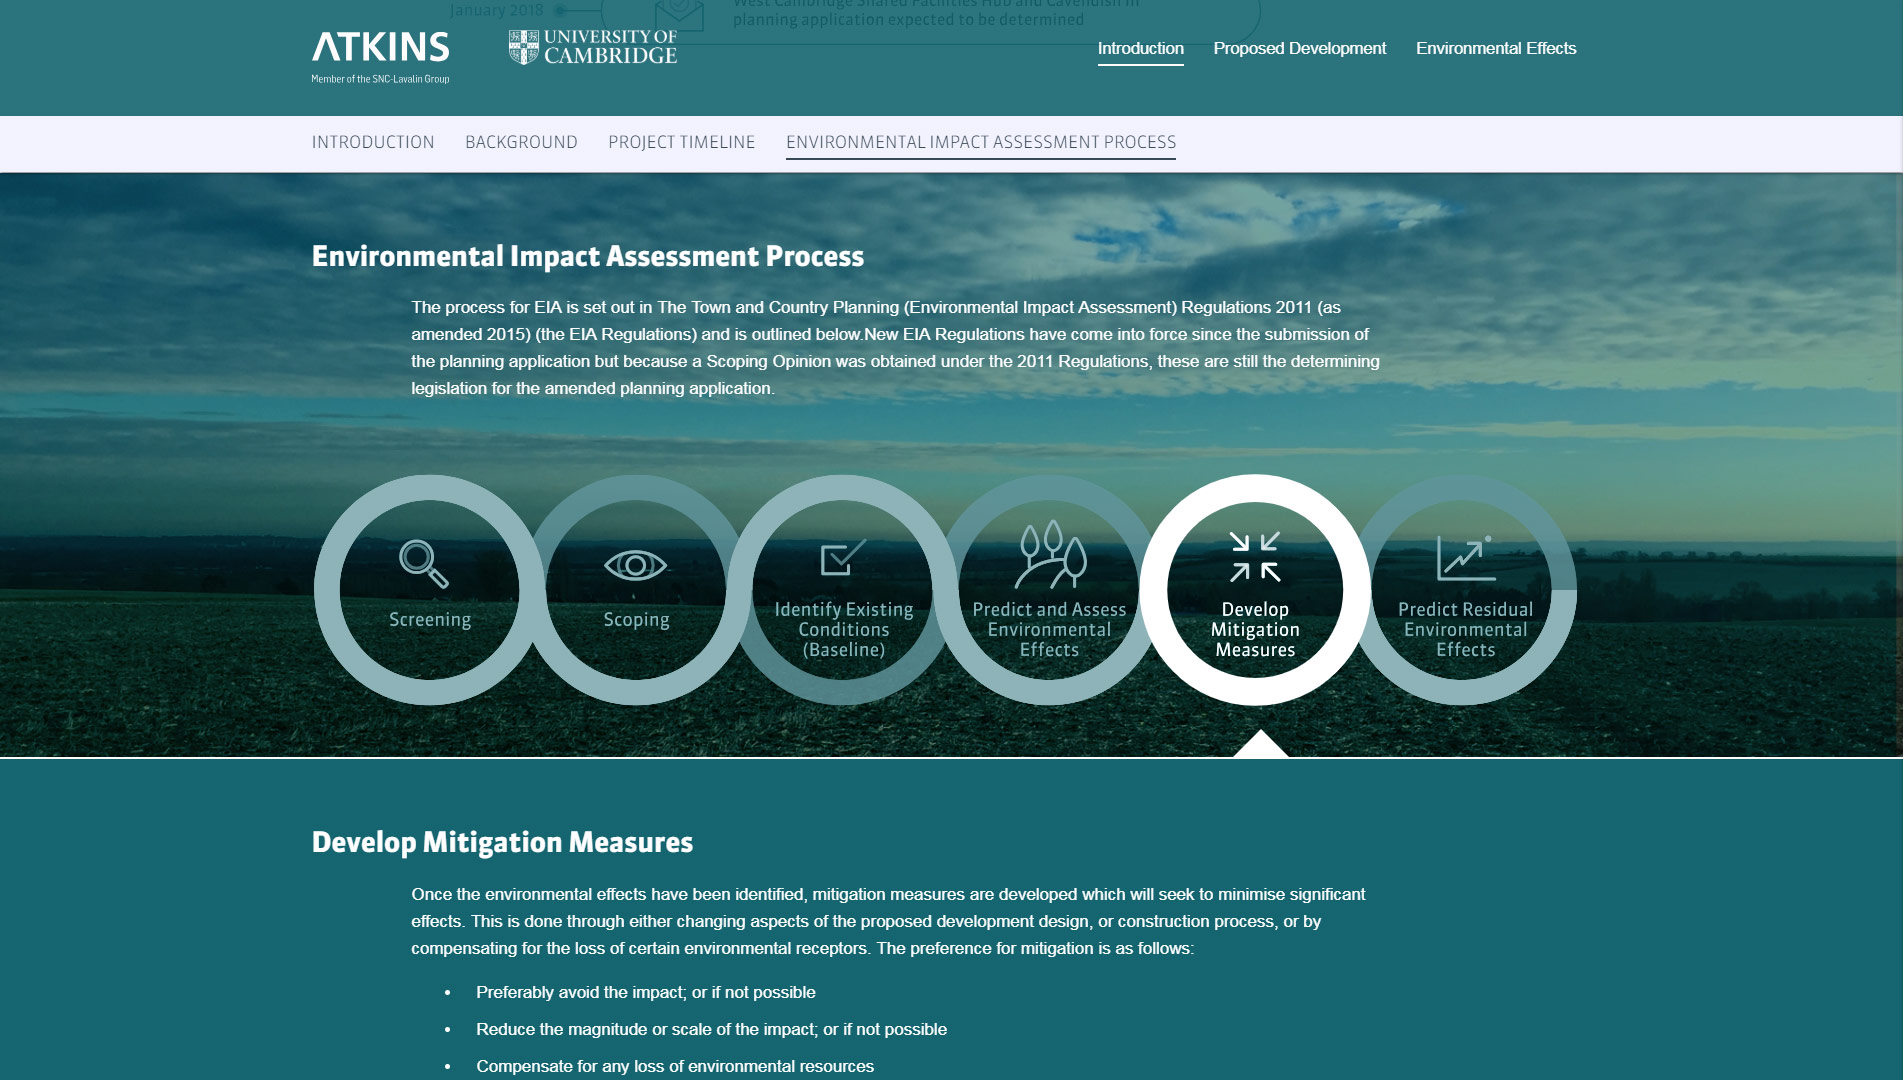 January 2018
West Cambridge Shared Facilities Hub and Cavendish III
planning application expected to be determined
ATKINS
Member of the SNC-Lavalin Group
UNIVERSITY OF
CAMBRIDGE
Introduction
Proposed Development
Environmental Effects
INTRODUCTION
BACKGROUND
PROJECT TIMELINE
ENVIRONMENTAL IMPACT ASSESSMENT PROCESS
Environmental Impact Assessment Process
The process for EIA is set out in The Town and Country Planning (Environmental Impact Assessment) Regulations 2011 (as
amended 2015) (the EIA Regulations) and is outlined below.New EIA Regulations have come into force since the submission of
the planning application but because a Scoping Opinion was obtained under the 2011 Regulations, these are still the determining
legislation for the amended planning application.
Screening
Scoping
Identify Existing
Conditions
(Baseline)
Predict and Assess
Environmental
Effects
Develop
Mitigation
Measures
Predict Residual
Environmental
Effects
Develop Mitigation Measures
Once the environmental effects have been identified, mitigation measures are developed which will seek to minimise significant
effects. This is done through either changing aspects of the proposed development design, or construction process, or by
compensating for the loss of certain environmental receptors. The preference for mitigation is as follows:
• Preferably avoid the impact; or if not possible
• Reduce the magnitude or scale of the impact; or if not possible
• Compensate for any loss of environmental resources